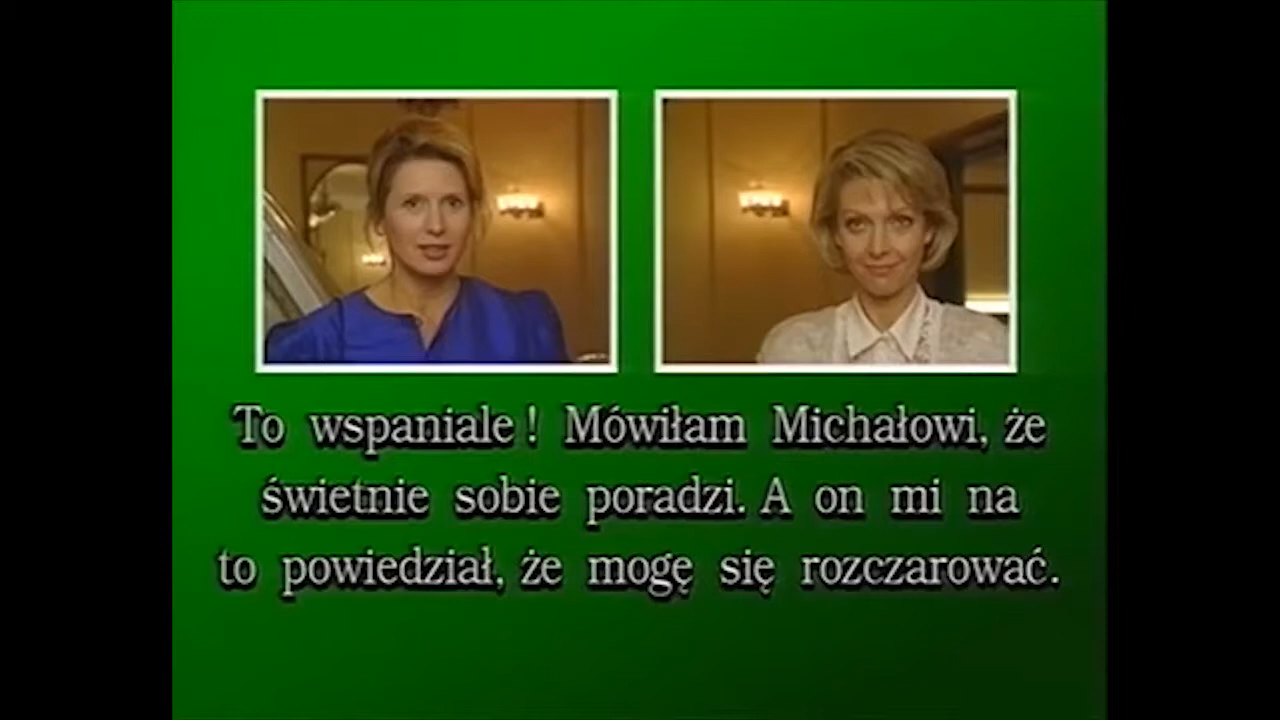 To wspaniale! Mówiłam Michałowi, że
świetnie sobie poradzi. A on mi na
to powiedział, że mogę się rozczarować.